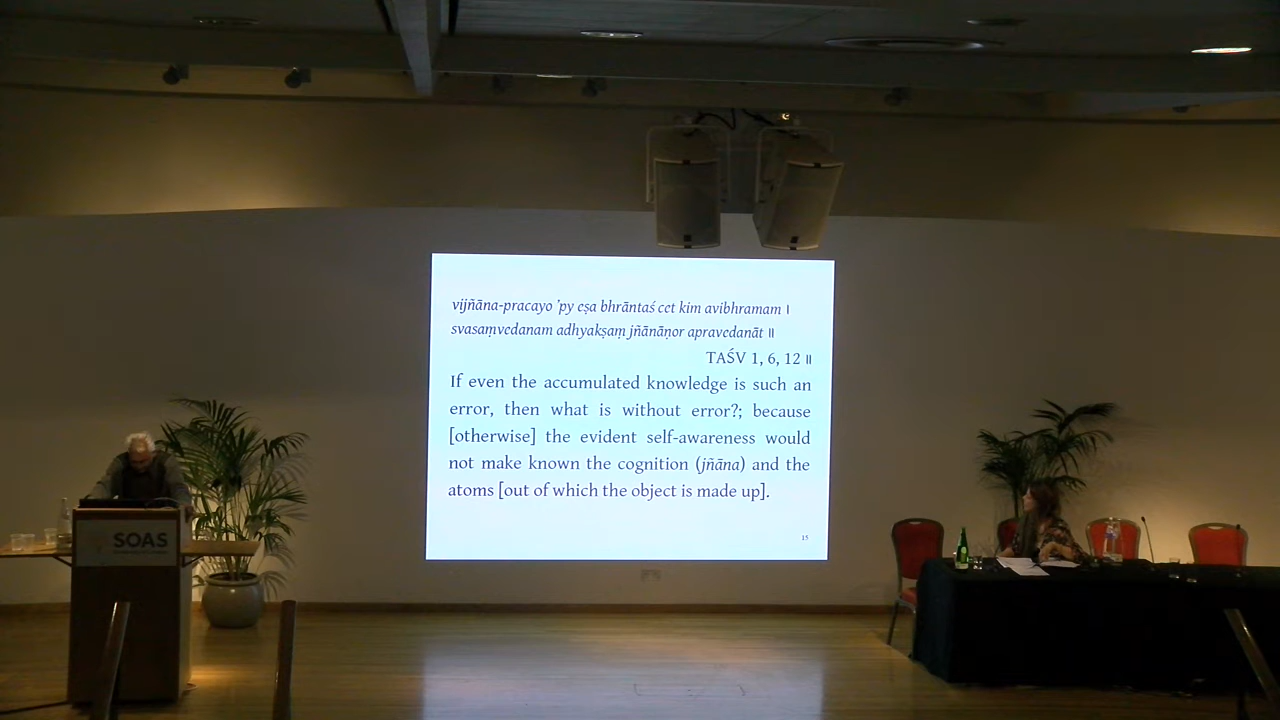 vijñāna-pracayo ’py eṣa bhrāntaś cet kim avibhramam ।
svasaṃvedanam adhyakṣaṃ jñānāṇor apravedanāt ॥
TAŚV 1, 6, 12 ॥
If even the accumulated knowledge is such an
error, then what is without error?; because
[otherwise] the evident self-awareness would
not make known the cognition (jñāna) and the
atoms [out of which the object is made up].
15
SOAS